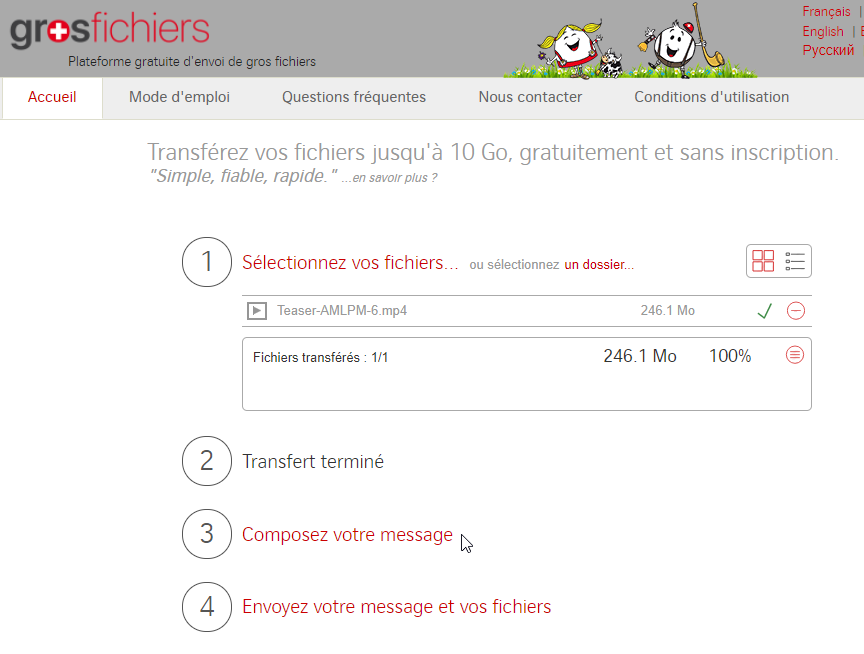 grosfichiers
Plateforme gratuite d'envoi de gros fichiers
Français |
English |
Русский
Accueil Mode d'emploi Questions fréquentes Nous contacter Conditions d'utilisation
Transférez vos fichiers jusqu'à 10 Go, gratuitement et sans inscription.
"Simple, fiable, rapide." ...en savoir plus ?
1 Sélectionnez vos fichiers... ou sélectionnez un dossier...
Teaser-AMLPM-6.mp4 246.1 Mo
Fichiers transférés : 1/1 246.1 Mo 100%
2 Transfert terminé
3 Composez votre message
4 Envoyez votre message et vos fichiers